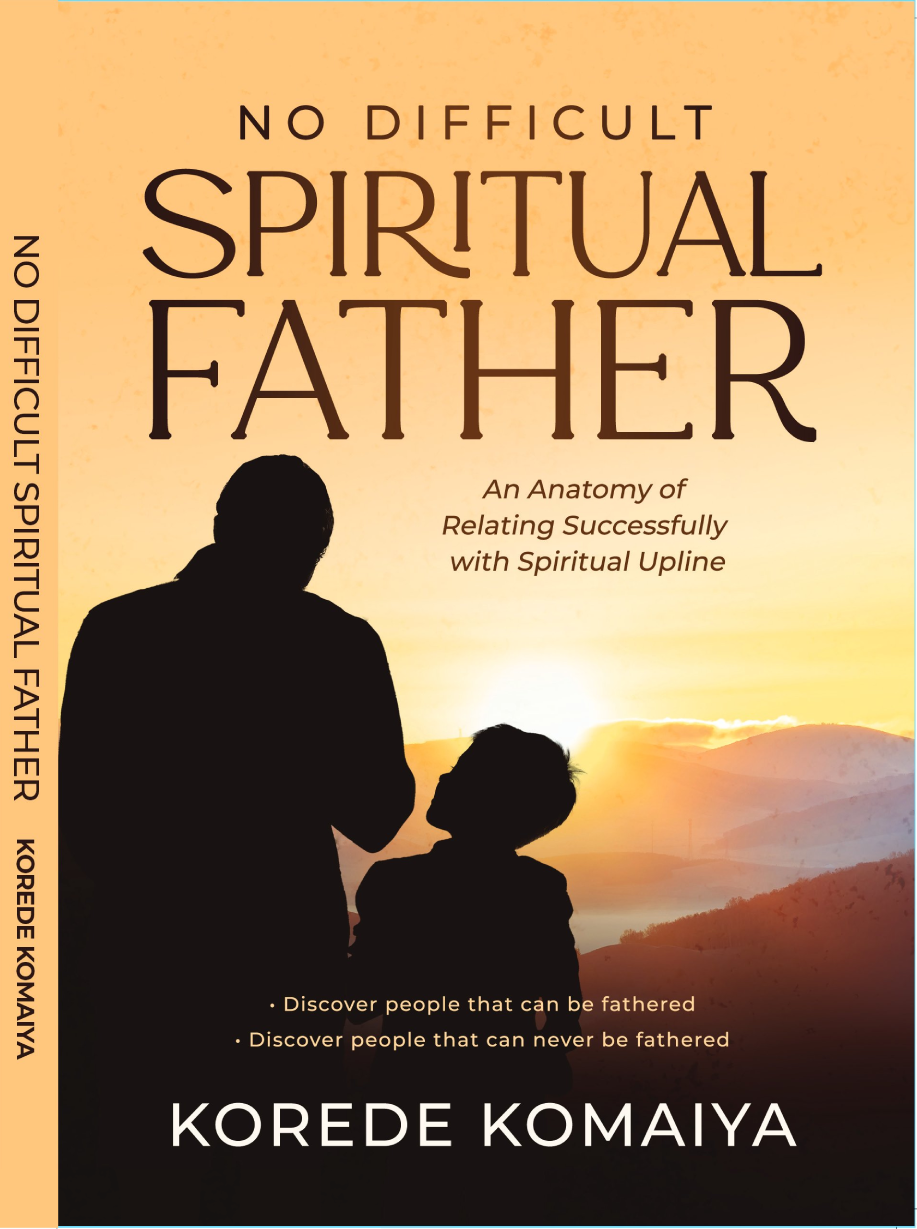 NO DIFFICULT SPIRITUAL FATHER KOREDE KOMAIYA
NO DIFFICULT
SPIRITUAL
FATHER
An Anatomy of
Relating Successfully
with Spiritual Upline
• Discover people that can be fathered
• Discover people that can never be fathered
KOREDE KOMAIYA